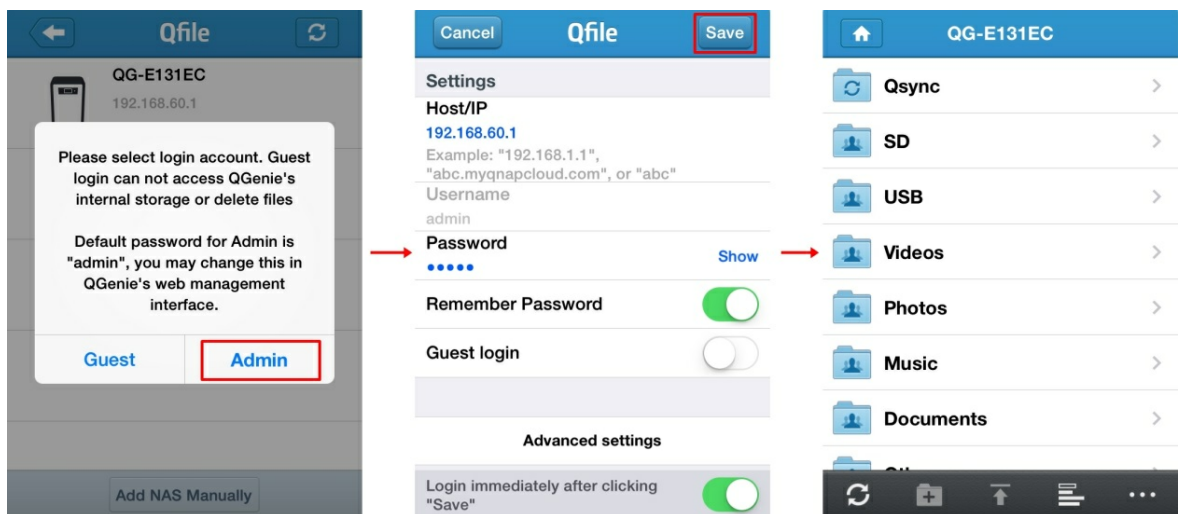 Qfile
QG-E131EC
192.168.60.1
Please select login account. Guest
login can not access QGenie's
internal storage or delete files
Default password for Admin is
"admin", you may change this in
QGenie's web management
interface.
Guest
Admin
Add NAS Manually
Cancel
Qfile
Save
Settings
Host/IP
192.168.60.1
Example: "192.168.1.1",
"abc.myqnapcloud.com", or "abc"
Username
admin
Password
•••••
Show
Remember Password
Guest login
Advanced settings
Login immediately after clicking
"Save"
QG-E131EC
Qsync
SD
USB
Videos
Photos
Music
Documents